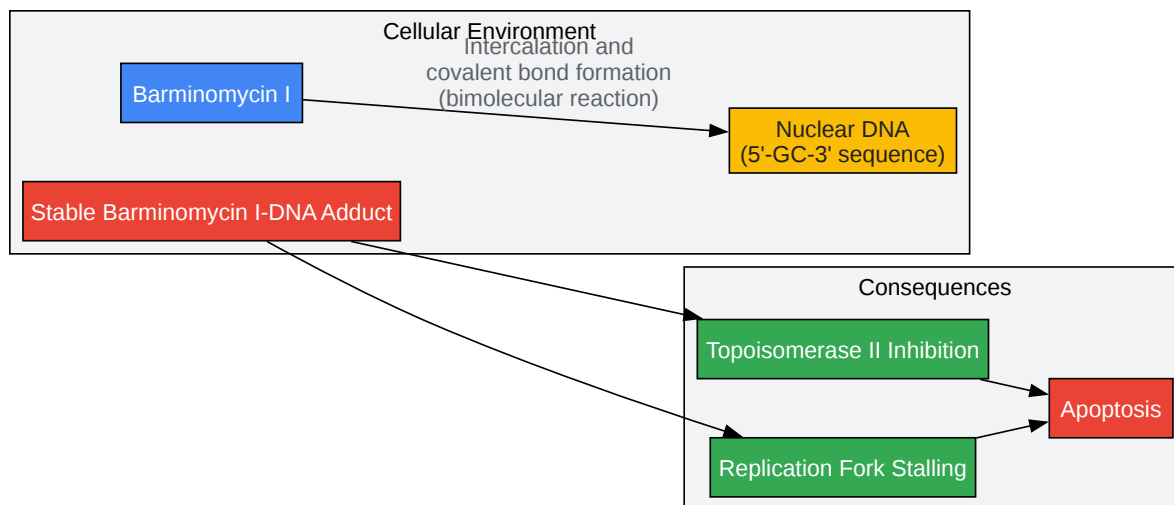 Cellular Environment
Intercalation and
covalent bond formation
(bimolecular reaction)
Barminomycin I
Nuclear DNA
(5'-GC-3' sequence)
Stable Barminomycin I-DNA Adduct
Consequences
Topoisomerase II Inhibition
Apoptosis
Replication Fork Stalling